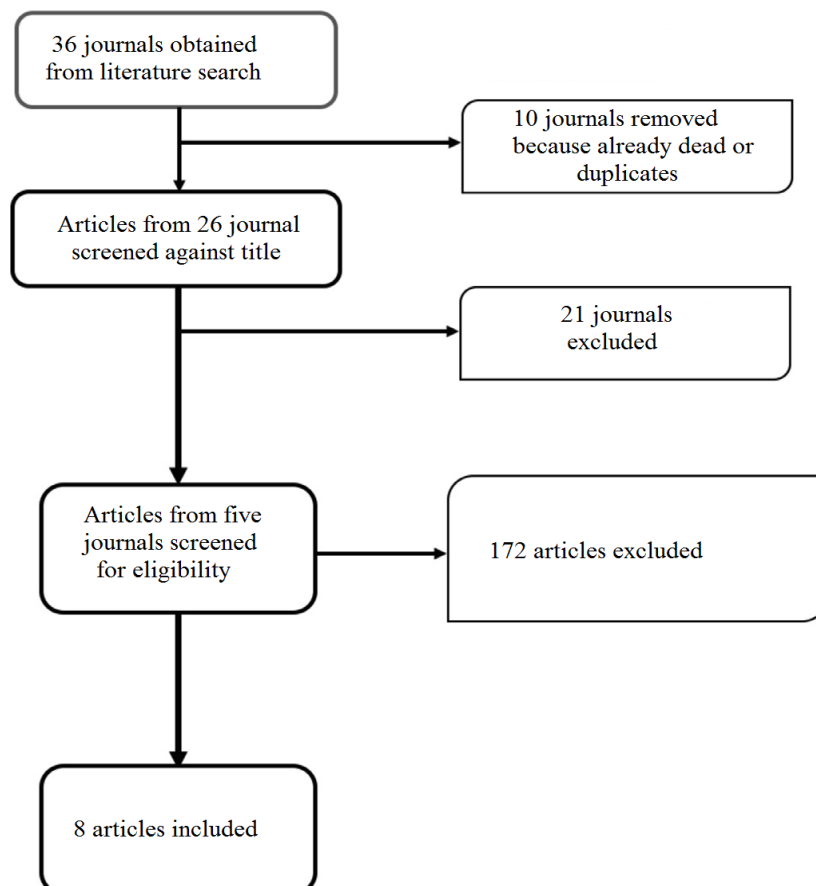 36 journals obtained
from literature search
10 journals removed
because already dead or
duplicates
Articles from 26 journal
screened against title
21 journals
excluded
Articles from five
journals screened
for eligibility
172 articles excluded
8 articles included